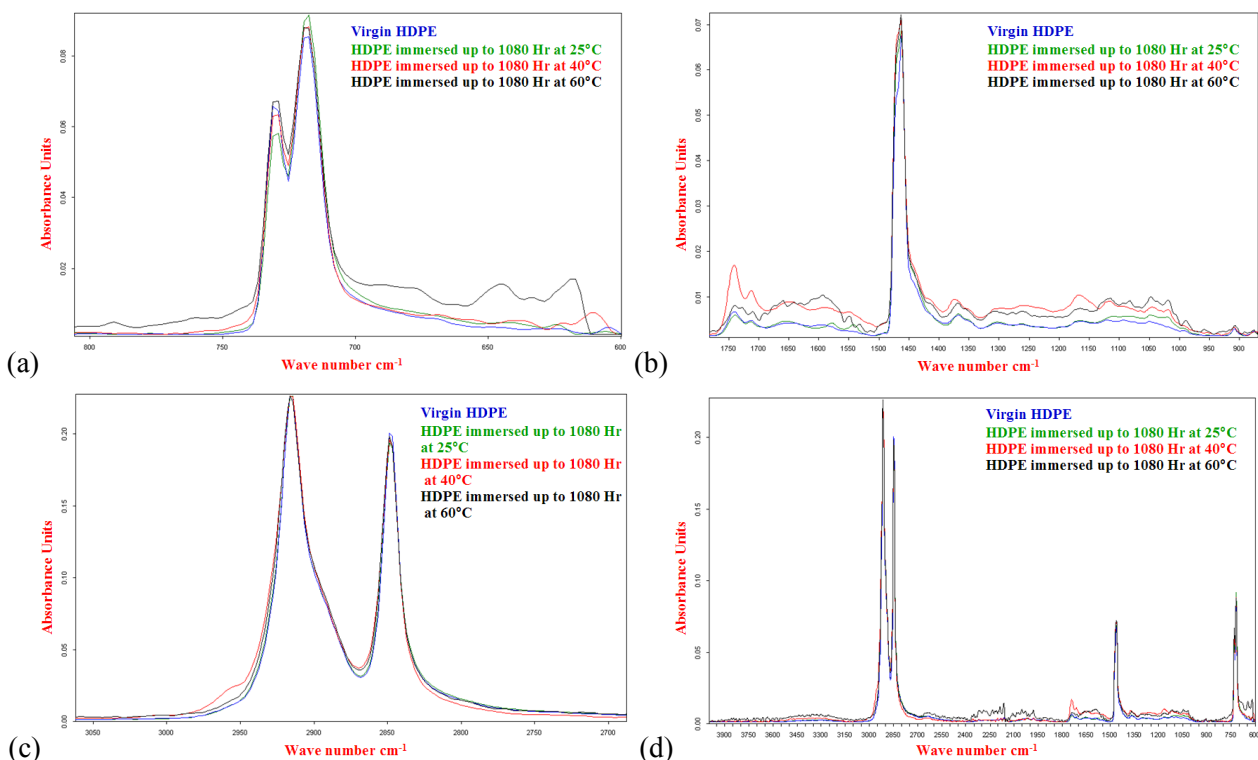 Virgin HDPE
HDPE immersed up to 1080 Hr at 25°C
HDPE immersed up to 1080 Hr at 40°C
HDPE immersed up to 1080 Hr at 60°C
Absorbance Units
0.08
0.06
0.04
0.02
800 750 700 650 600
Wave number cm-1
(a)
Virgin HDPE
HDPE immersed up to 1080 Hr at 25°C
HDPE immersed up to 1080 Hr at 40°C
HDPE immersed up to 1080 Hr at 60°C
Absorbance Units
0.07
0.06
0.05
0.04
0.03
0.02
0.01
1750 1700 1650 1600 1550 1500 1450 1400 1350 1300 1250 1200 1150 1100 1050 1000 950 900
Wave number cm-1
(b)
Virgin HDPE
HDPE immersed up to 1080 Hr
at 25°C
HDPE immersed up to 1080 Hr
at 40°C
HDPE immersed up to 1080 Hr
at 60°C
Absorbance Units
0.20
0.15
0.10
0.05
0.00
3050 3000 2950 2900 2850 2800 2750 2700
Wave number cm-1
(c)
Virgin HDPE
HDPE immersed up to 1080 Hr at 25°C
HDPE immersed up to 1080 Hr at 40°C
HDPE immersed up to 1080 Hr at 60°C
Absorbance Units
0.20
0.15
0.10
0.05
0.00
3900 3600 3450 3300 3150 3000 2850 2700 2550 2400 2250 2100 1950 1800 1650 1500 1350 1200 1050 900 750 600
Wave number cm-1
(d)